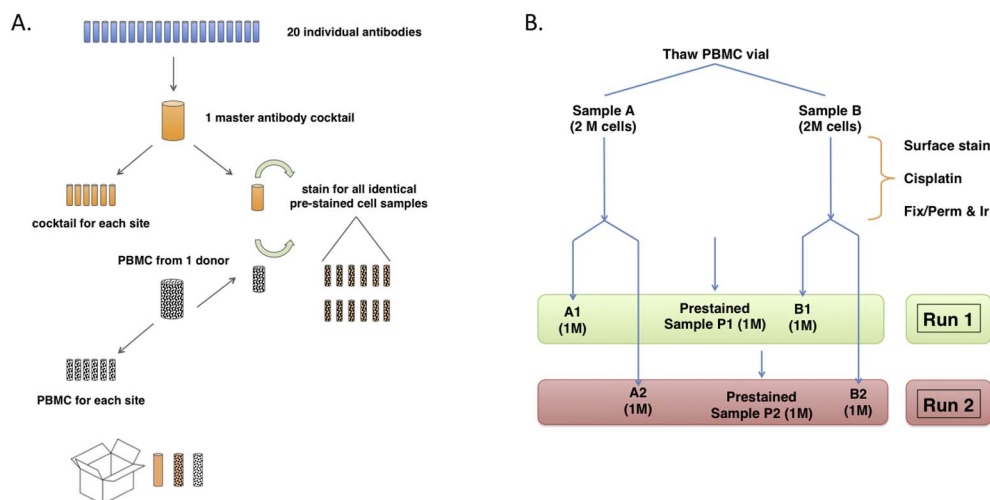 A.
20 individual antibodies
1 master antibody cocktail
stain for all identical
pre-stained cell samples
cocktail for each site
PBMC from 1 donor
PBMC for each site
B.
Thaw PBMC vial
Sample A
(2 M cells)
Sample B
(2M cells)
Surface stain
Cisplatin
Fix/Perm & Ir
A1
(1M)
Prestained
Sample P1 (1M)
B1
(1M)
Run 1
A2
(1M)
Prestained
Sample P2 (1M)
B2
(1M)
Run 2